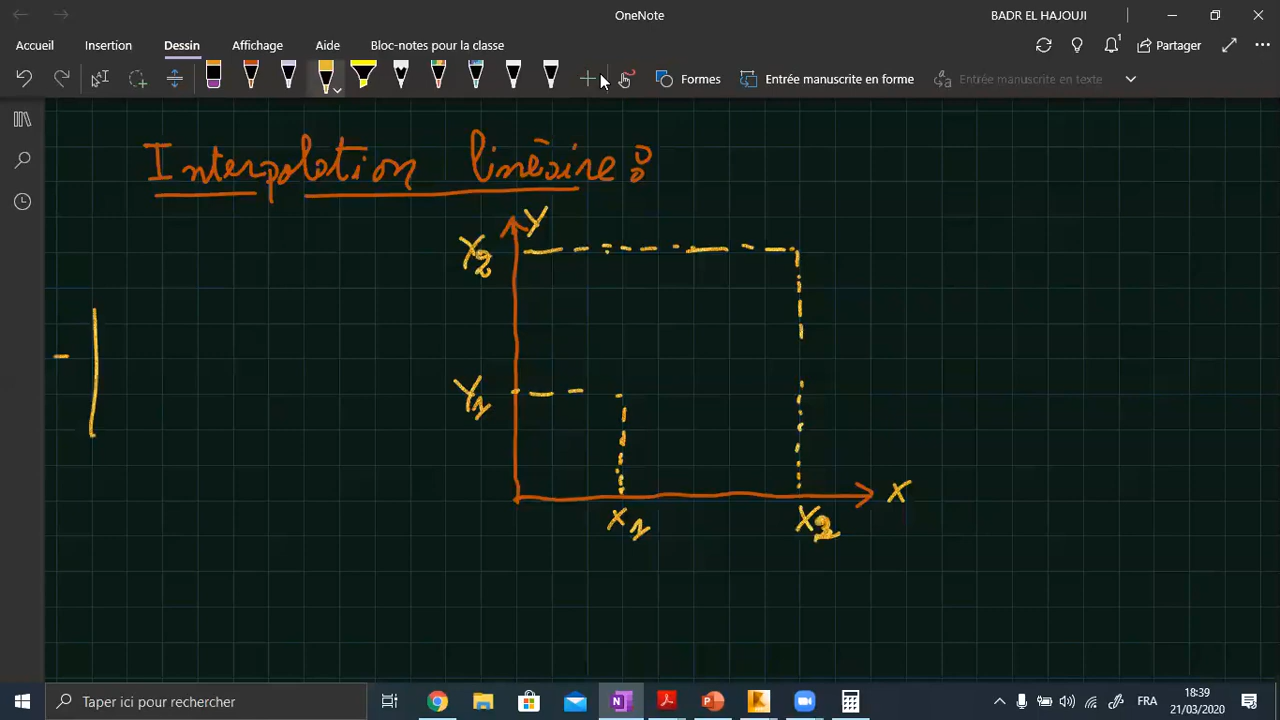 OneNote
BADR EL HAJOUJI
Accueil Insertion Dessin Affichage Aide Bloc-notes pour la classe
Partager
Formes Entrée manuscrite en forme Entrée manuscrite en texte
Interpolation linéaire :
Y
Y2
Y1
X
X1 X2
Taper ici pour rechercher
FRA
18:39
21/03/2020